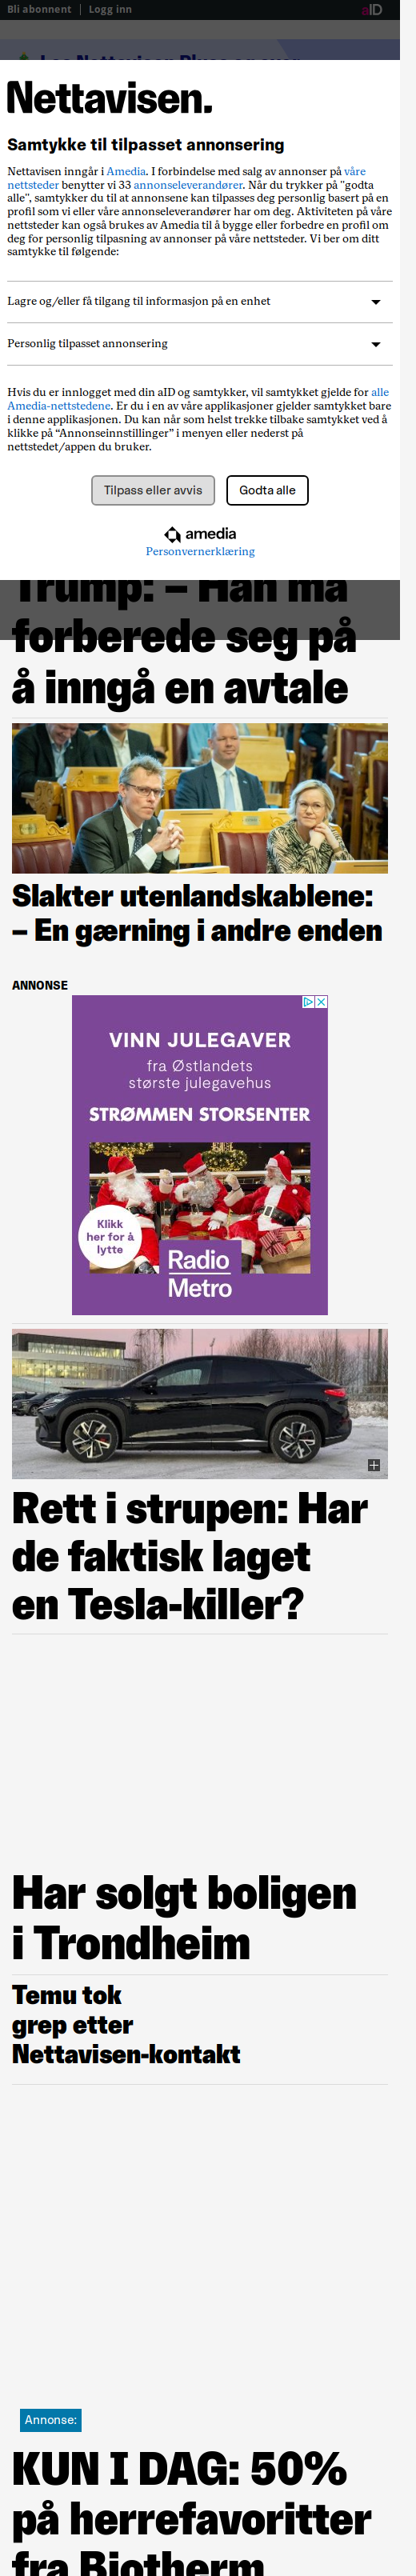 Bli abonnent
Logg inn
aID
Nettavisen.
Samtykke til tilpasset annonsering
Nettavisen inngår i Amedia. I forbindelse med salg av annonser på våre
nettsteder benytter vi 33 annonseleverandører. Når du trykker på "godta
alle", samtykker du til at annonsene kan tilpasses deg personlig basert på en
profil som vi eller våre annonseleverandører har om deg. Aktiviteten på våre
nettsteder kan også brukes av Amedia til å bygge eller forbedre en profil om
deg for personlig tilpasning av annonser på våre nettsteder. Vi ber om ditt
samtykke til følgende:
Lagre og/eller få tilgang til informasjon på en enhet
Personlig tilpasset annonsering
Hvis du er innlogget med din aID og samtykker, vil samtykket gjelde for alle
Amedia-nettstedene. Er du i en av våre applikasjoner gjelder samtykket bare
i denne applikasjonen. Du kan når som helst trekke tilbake samtykket ved å
klikke på “Annonseinnstillinger” i menyen eller nederst på
nettstedet/appen du bruker.
Tilpass eller avvis
Godta alle
amedia
Personvernerklæring
Trump: – Han må
forberede seg på
å inngå en avtale
Slakter utenlandskablene:
– En gærning i andre enden
ANNONSE
VINN JULEGAVER
fra Østlandets
største julegavehus
STRØMMEN STORSENTER
Klikk
her for å
lytte
Radio
Metro
Rett i strupen: Har
de faktisk laget
en Tesla-killer?
Har solgt boligen
i Trondheim
Temu tok
grep etter
Nettavisen-kontakt
Annonse:
KUN I DAG: 50%
på herrefavoritter
fra Biotherm